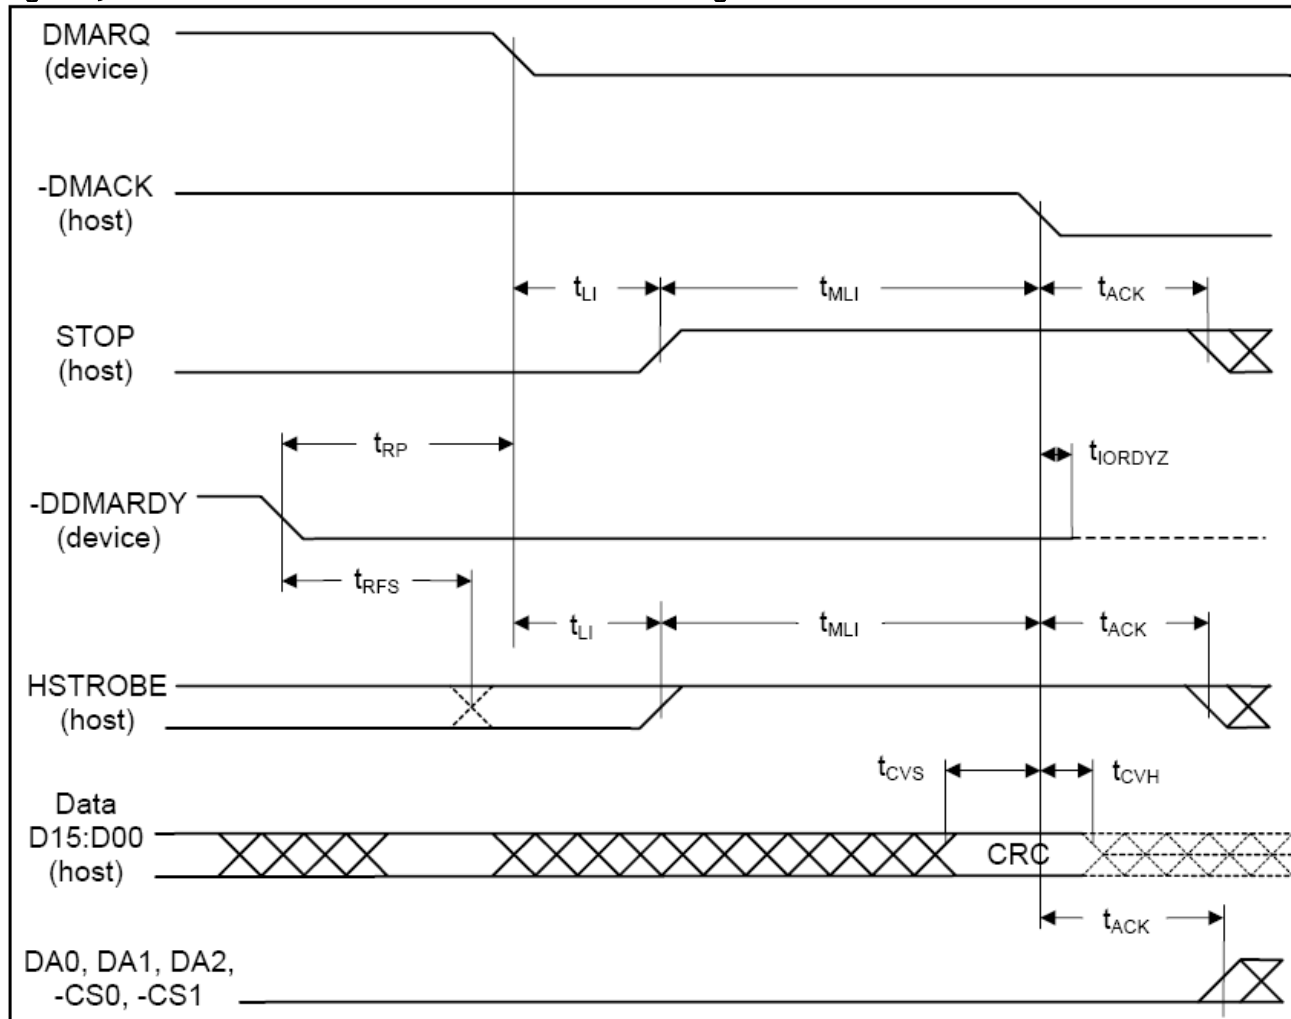 DMARQ
(device)
-DMACK
(host)
tLI
tMLI
tACK
STOP
(host)
tRP
tIORDYZ
-DDMARDY
(device)
tRFS
tLI
tMLI
tACK
HSTROBE
(host)
tCVS
tCVH
Data
D15:D00
(host)
CRC
tACK
DA0, DA1, DA2,
-CS0, -CS1